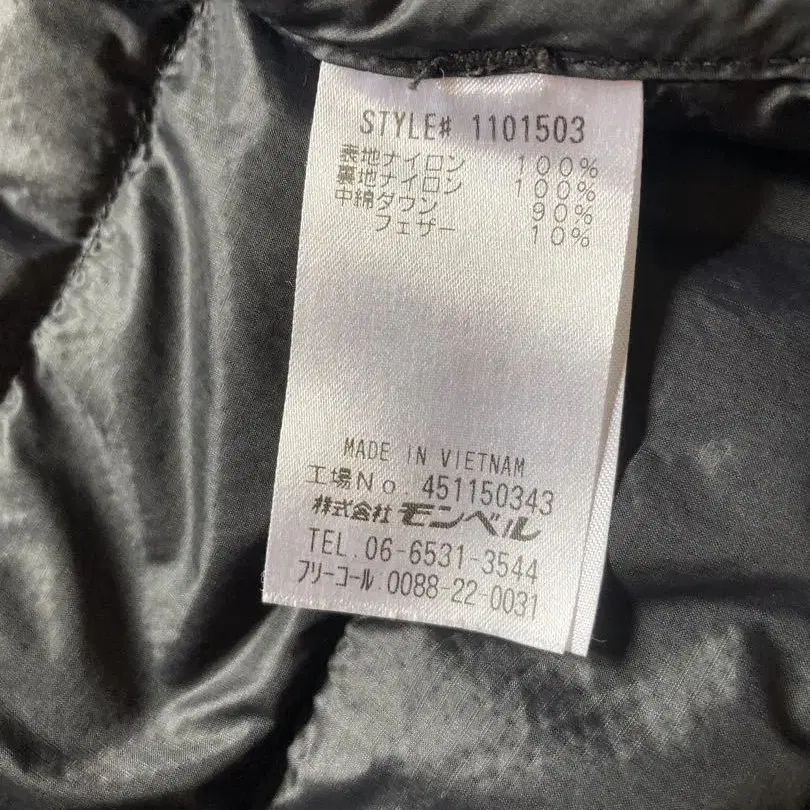 STYLE# 1101503
表地ナイロン 100%
裏地ナイロン 100%
中綿ダウン 90%
フェザー 10%
MADE IN VIETNAM
工場No. 451150343
株式会社 モンベル
TEL.06-6531-3544
フリーコール.0088-22-0031